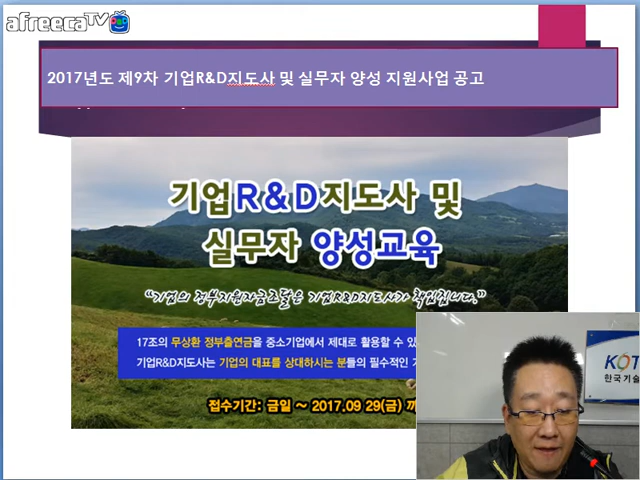 afreecaTV
2017년도 제9차 기업R&D지도사 및 실무자 양성 지원사업 공고
기업R&D지도사 및
실무자 양성교육
“기업의 정부지원자금조달은 기업R&D지도사가 책임집니다.”
17조의 무상환 정부출연금을 중소기업에서 제대로 활용할 수 있
기업R&D지도사는 기업의 대표를 상대하시는 분들의 필수적인
접수기간: 금일 ~ 2017.09 29(금) 까
KOT
한국기술